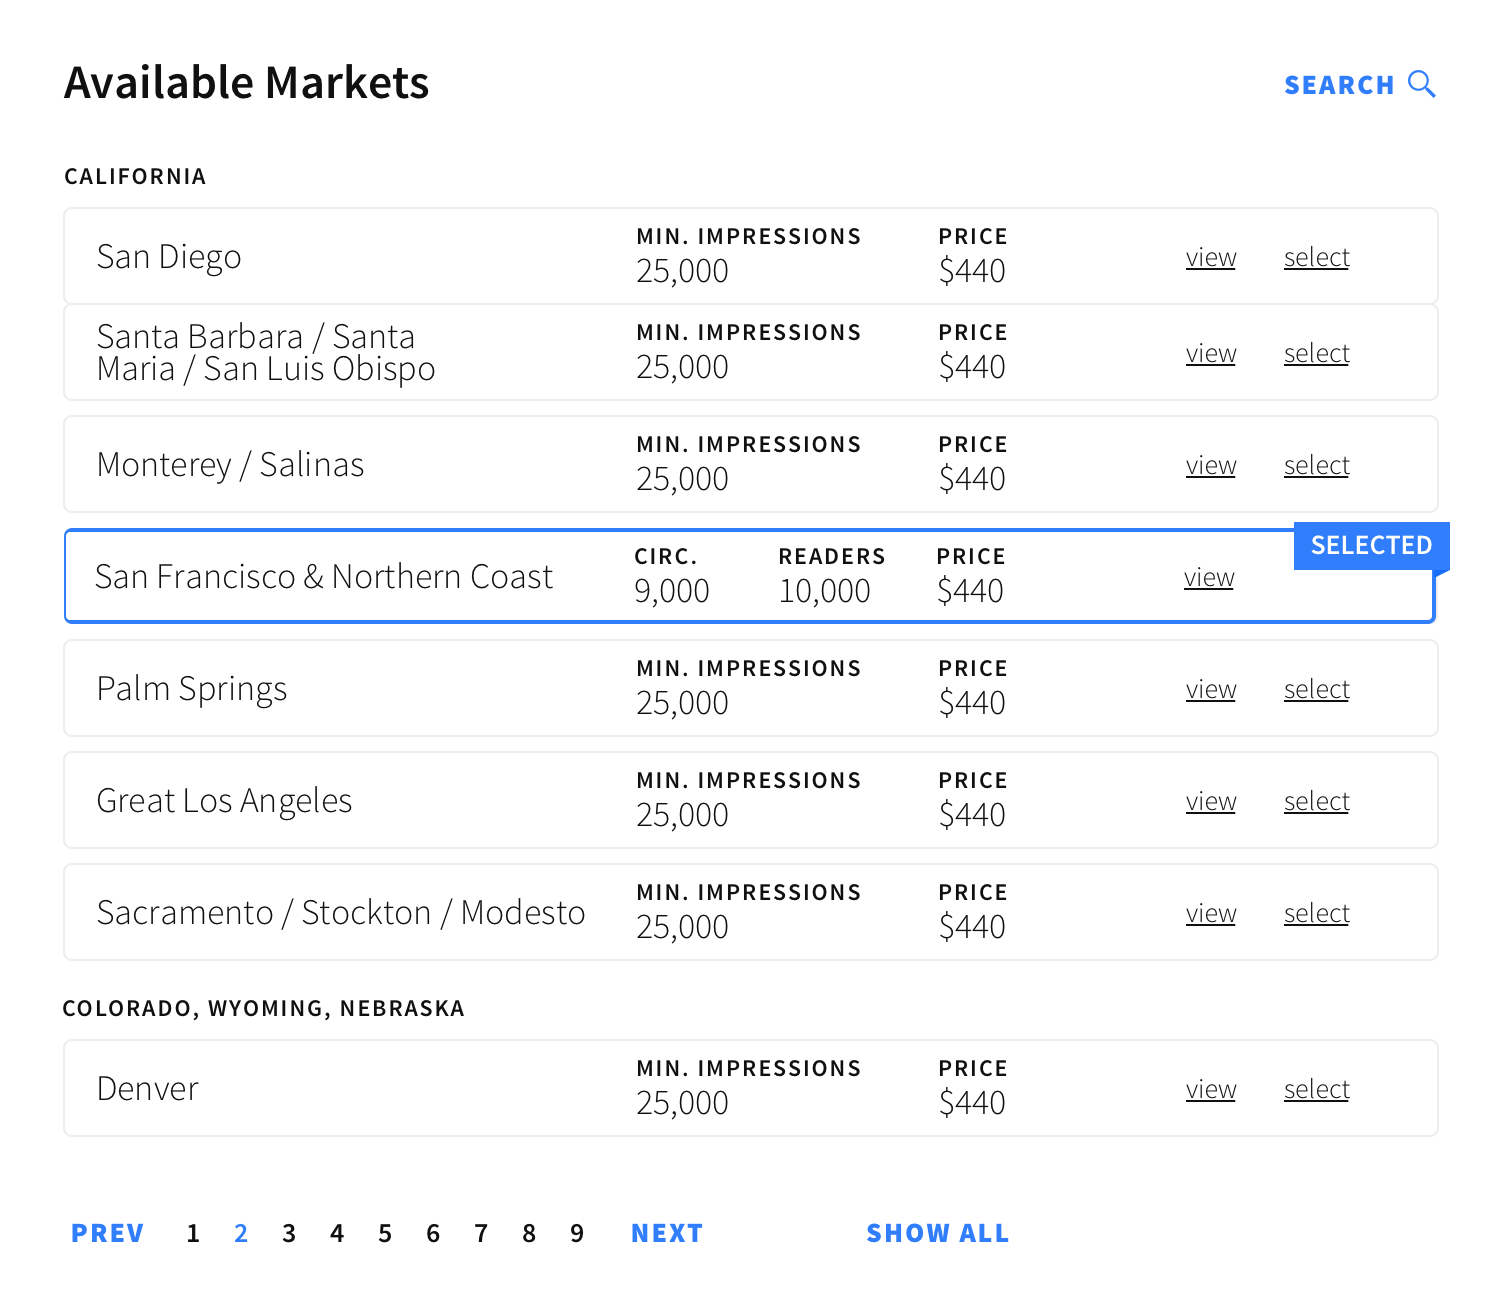 Available Markets
SEARCH
CALIFORNIA
San Diego
MIN. IMPRESSIONS
25,000
PRICE
$440
view
select
Santa Barbara / Santa
Maria / San Luis Obispo
MIN. IMPRESSIONS
25,000
PRICE
$440
view
select
Monterey / Salinas
MIN. IMPRESSIONS
25,000
PRICE
$440
view
select
San Francisco & Northern Coast
CIRC.
9,000
READERS
10,000
PRICE
$440
view
SELECTED
Palm Springs
MIN. IMPRESSIONS
25,000
PRICE
$440
view
select
Great Los Angeles
MIN. IMPRESSIONS
25,000
PRICE
$440
view
select
Sacramento / Stockton / Modesto
MIN. IMPRESSIONS
25,000
PRICE
$440
view
select
COLORADO, WYOMING, NEBRASKA
Denver
MIN. IMPRESSIONS
25,000
PRICE
$440
view
select
PREV 1 2 3 4 5 6 7 8 9 NEXT SHOW ALL